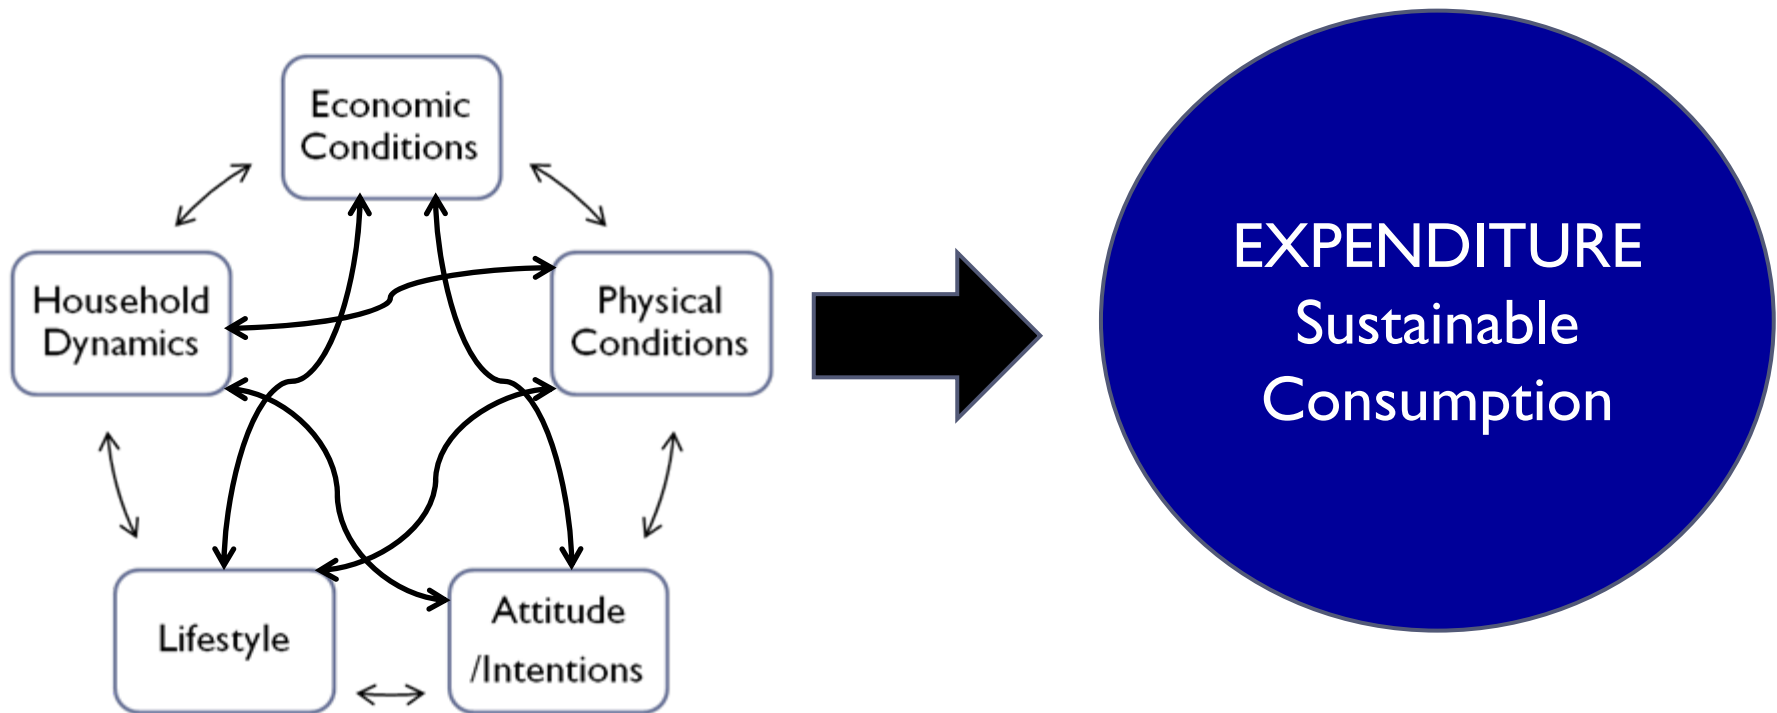 Economic
Conditions
Household
Dynamics
Physical
Conditions
Lifestyle
Attitude
/Intentions
EXPENDITURE
Sustainable
Consumption